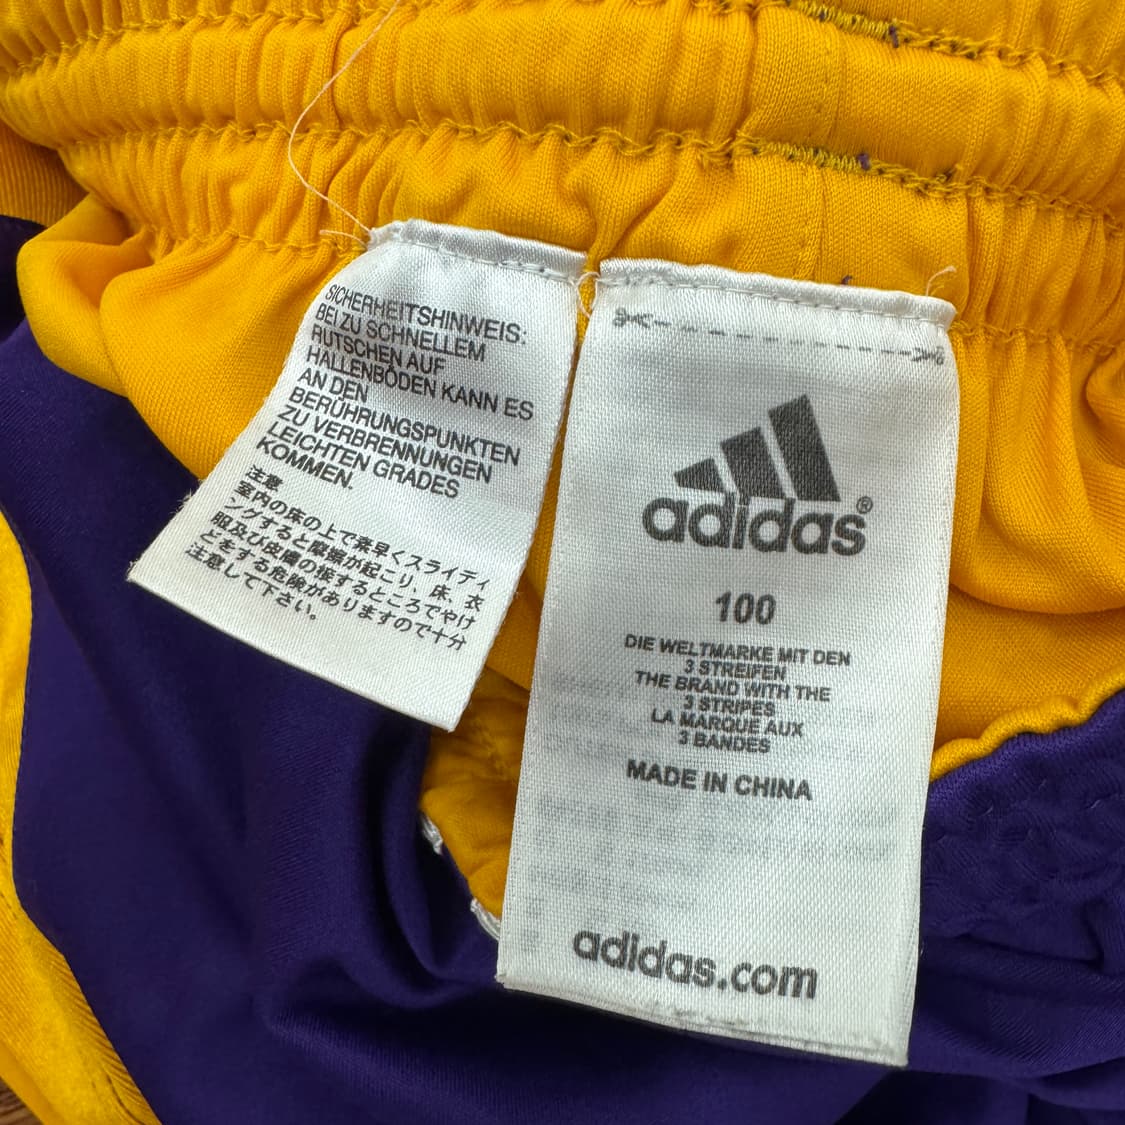 SICHERHEITSHINWEIS:
BEI ZU SCHNELLEM
RUTSCHEN AUF
HALLENBÖDEN KANN ES
AN DEN
BERÜHRUNGSPUNKTEN
ZU VERBRENNUNGEN
LEICHTEN GRADES
KOMMEN.
注意
室内の床の上で素早くスライディ
ングすると摩擦が起こり、床、衣
服及び皮膚の接するところでやけ
どをする危険がありますので十分
注意して下さい。
adidas®
100
DIE WELTMARKE MIT DEN
3 STREIFEN
THE BRAND WITH THE
3 STRIPES
LA MARQUE AUX
3 BANDES
MADE IN CHINA
adidas.com